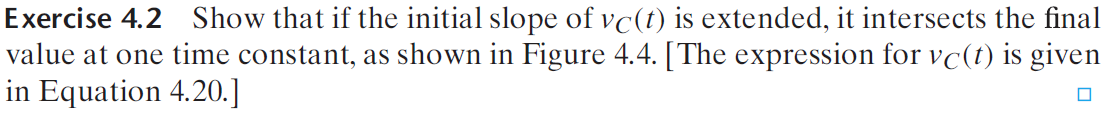 Exercise 4.2 Show that if the initial slope of vC(t) is extended, it intersects the final
value at one time constant, as shown in Figure 4.4. [The expression for vC(t) is given
in Equation 4.20.]